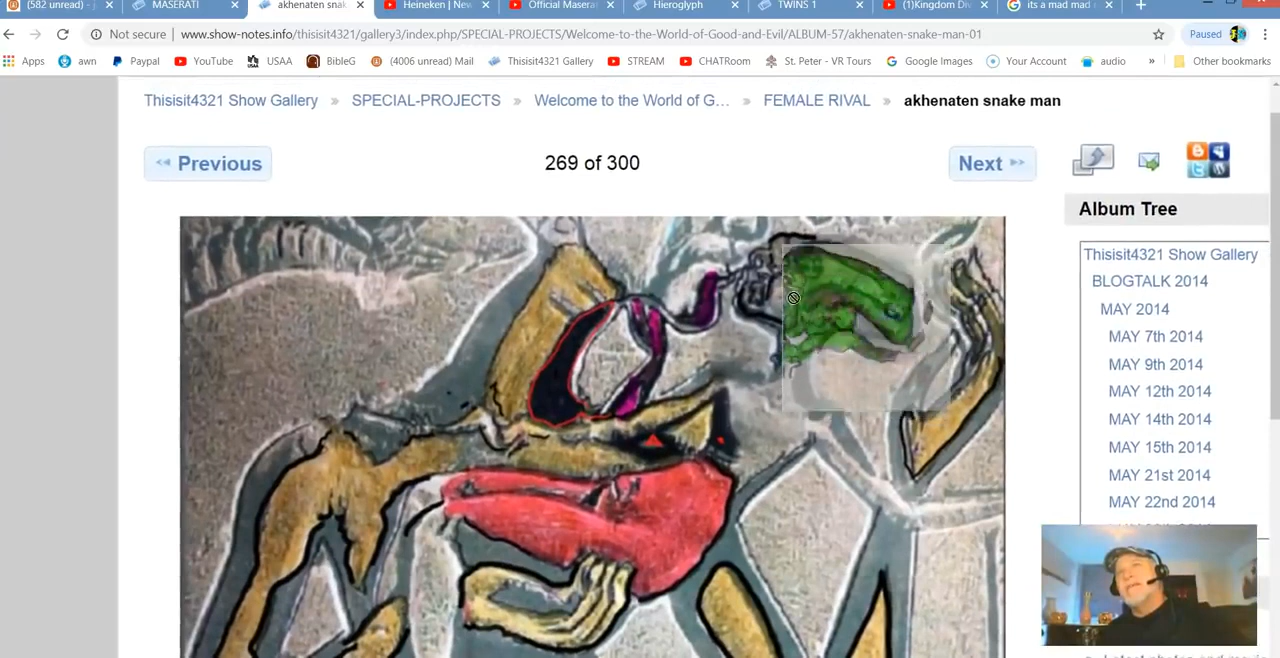 (582 unread) -
MASERATI
akhenaten snak
Heineken | New
Official Masera
Hieroglyph
TWINS 1
(1)Kingdom Div
its a mad mad
Not secure | www.show-notes.info/thisisit4321/gallery3/index.php/SPECIAL-PROJECTS/Welcome-to-the-World-of-Good-and-Evil/ALBUM-57/akhenaten-snake-man-01
Paused
Apps awn Paypal YouTube USAA BibleG (4006 unread) Mail Thisisit4321 Gallery STREAM CHATRoom St. Peter - VR Tours Google Images Your Account audio » Other bookmarks
Thisisit4321 Show Gallery » SPECIAL-PROJECTS » Welcome to the World of G... » FEMALE RIVAL » akhenaten snake man
Previous
269 of 300
Next
Album Tree
Thisisit4321 Show Gallery
BLOGTALK 2014
MAY 2014
MAY 7th 2014
MAY 9th 2014
MAY 12th 2014
MAY 14th 2014
MAY 15th 2014
MAY 21st 2014
MAY 22nd 2014